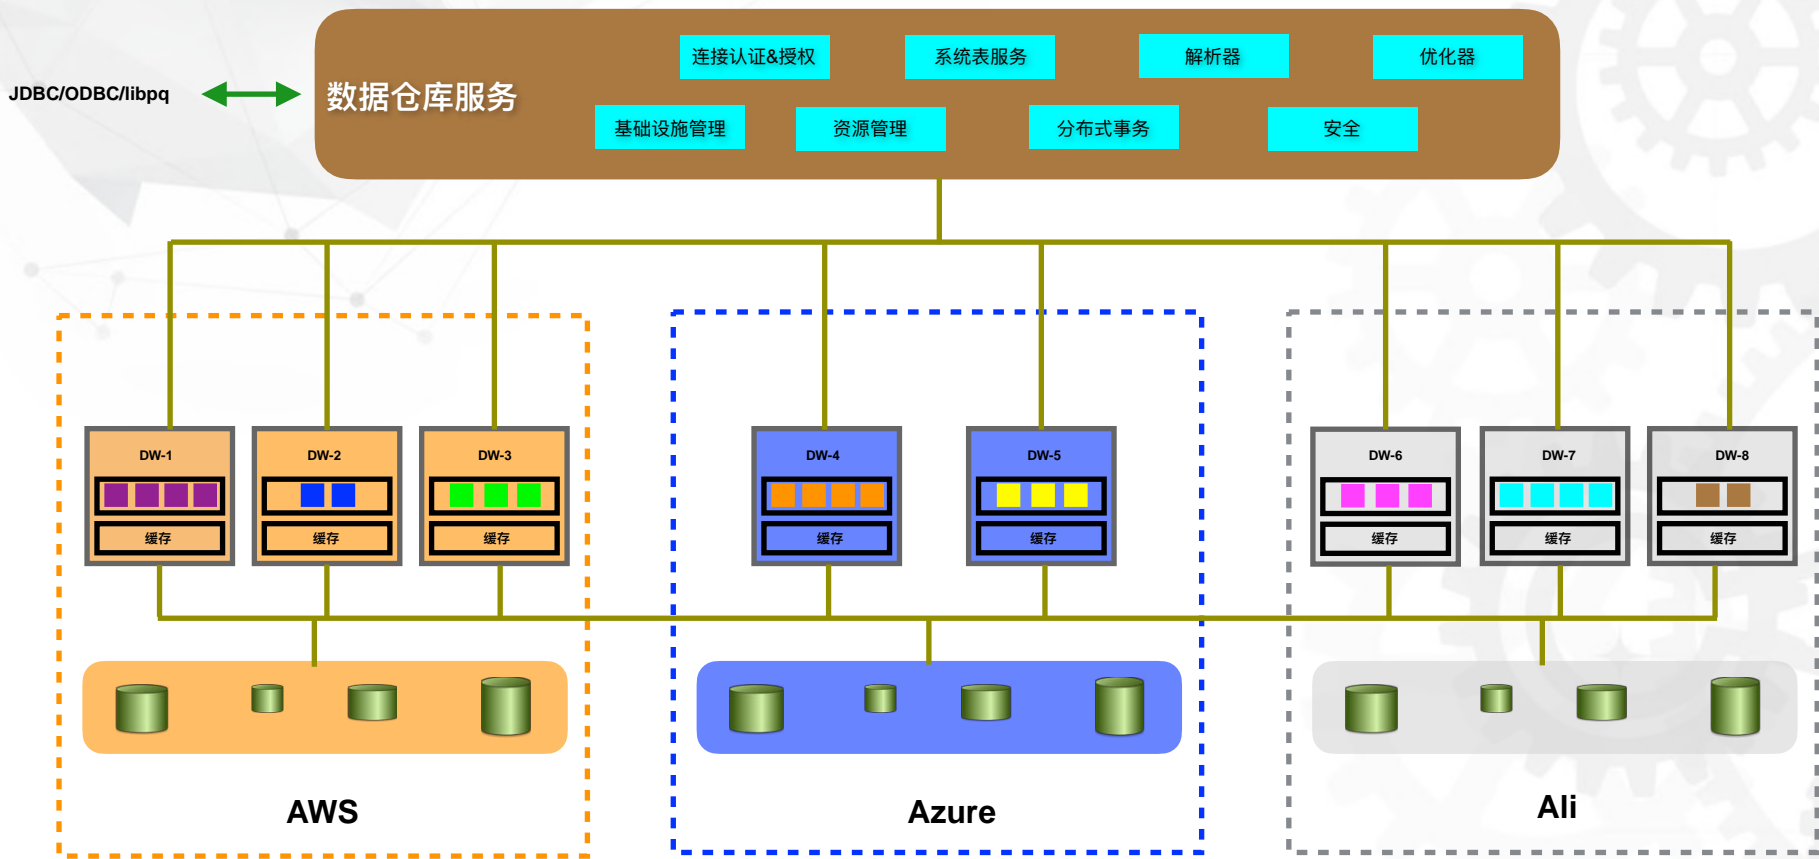 连接认证&授权
系统表服务
解析器
优化器
JDBC/ODBC/libpq
数据仓库服务
基础设施管理
资源管理
分布式事务
安全
DW-1
DW-2
DW-3
DW-4
DW-5
DW-6
DW-7
DW-8
缓存
缓存
缓存
缓存
缓存
缓存
缓存
缓存
AWS
Azure
Ali